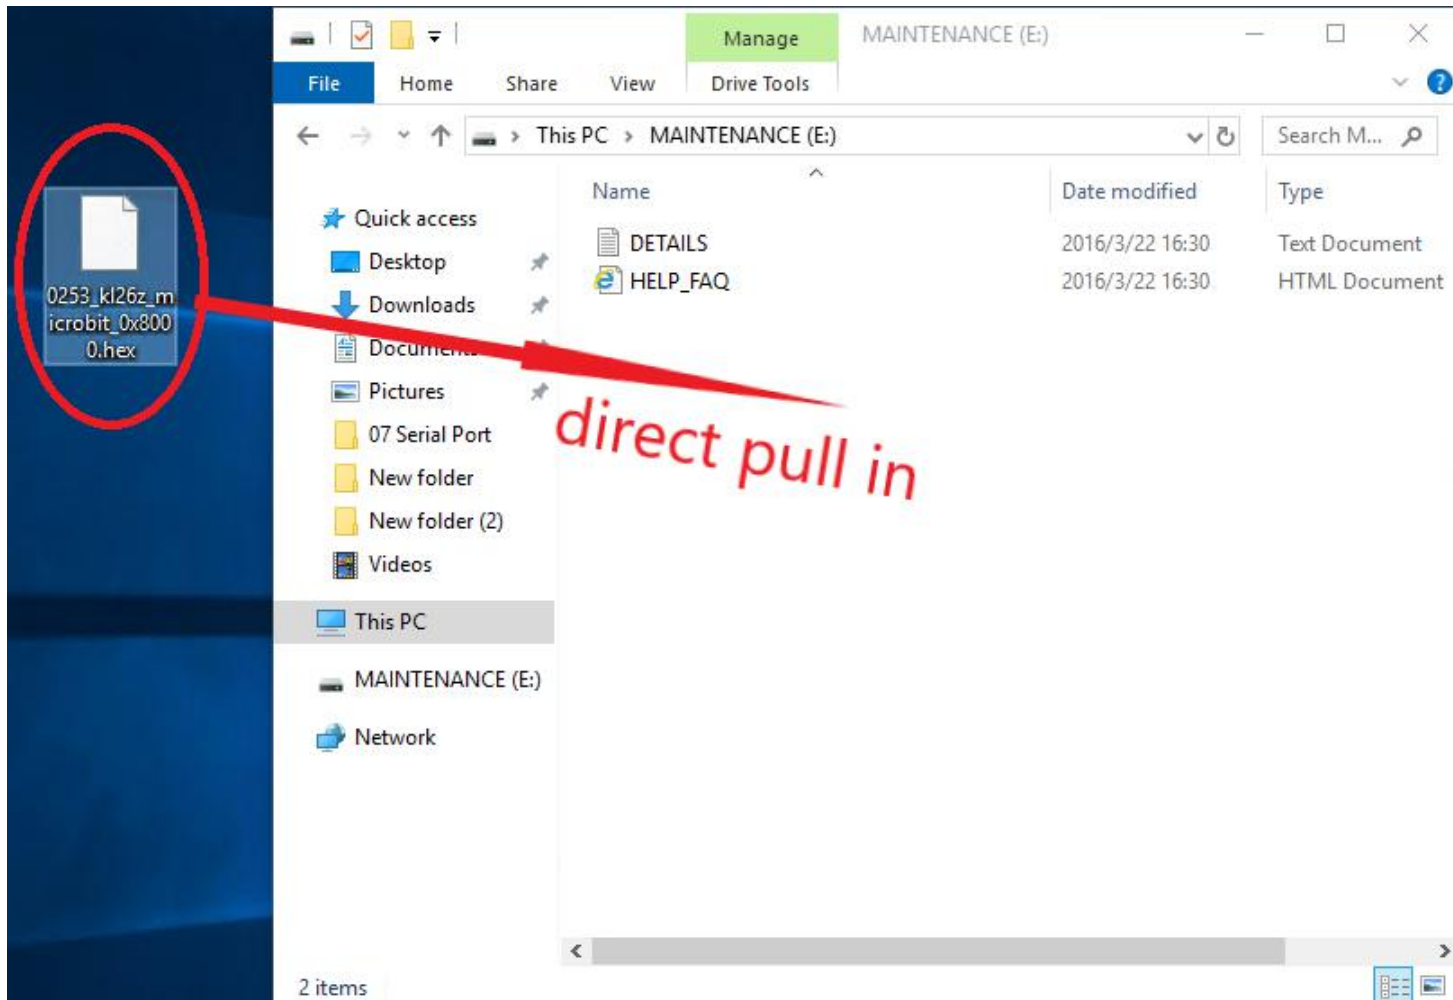 Manage
MAINTENANCE (E:)
File Home Share View Drive Tools
This PC > MAINTENANCE (E:)
Search M...
0253_kl26z_m
icrobit_0x800
0.hex
Quick access
Desktop
Downloads
Documents
Pictures
07 Serial Port
New folder
New folder (2)
Videos
This PC
MAINTENANCE (E:)
Network
Name Date modified Type
DETAILS 2016/3/22 16:30 Text Document
HELP_FAQ 2016/3/22 16:30 HTML Document
direct pull in
2 items